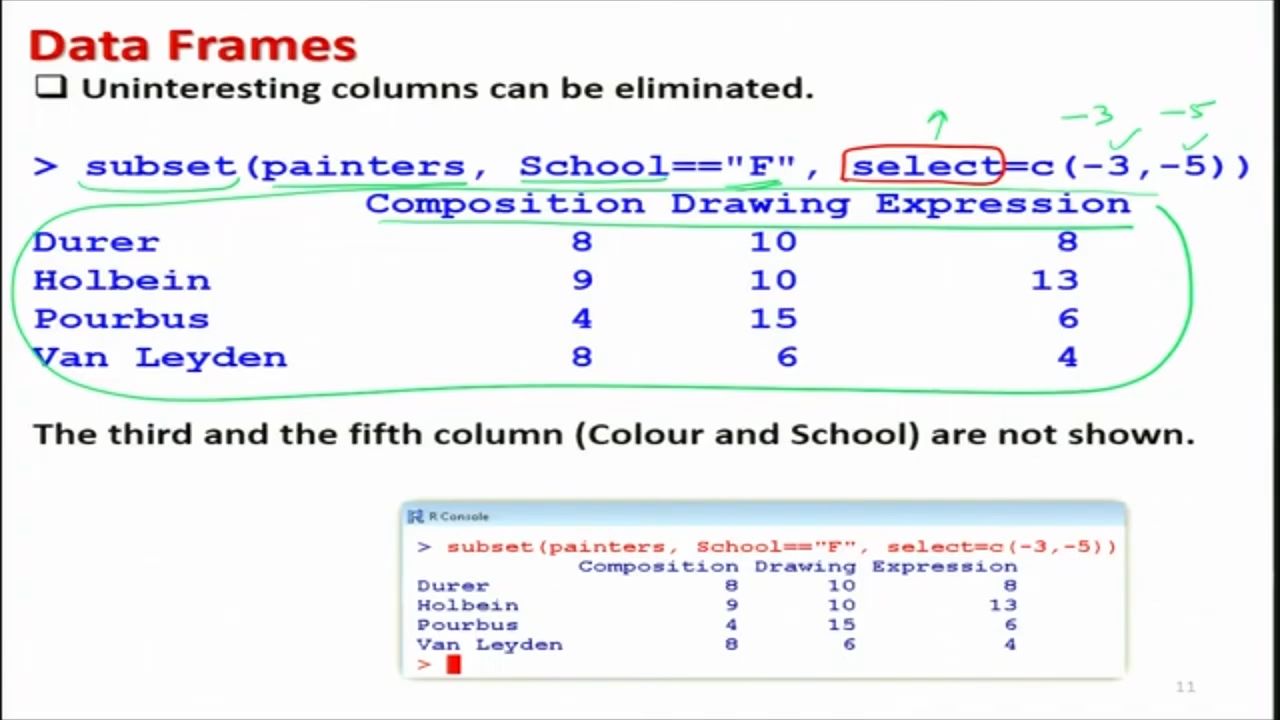 Data Frames
❑ Uninteresting columns can be eliminated.
-3 -5
> subset(painters, School=="F", select=c(-3,-5))
Composition Drawing Expression
Durer 8 10 8
Holbein 9 10 13
Pourbus 4 15 6
Van Leyden 8 6 4
The third and the fifth column (Colour and School) are not shown.
R Console
> subset(painters, School=="F", select=c(-3,-5))
Composition Drawing Expression
Durer 8 10 8
Holbein 9 10 13
Pourbus 4 15 6
Van Leyden 8 6 4
>
11